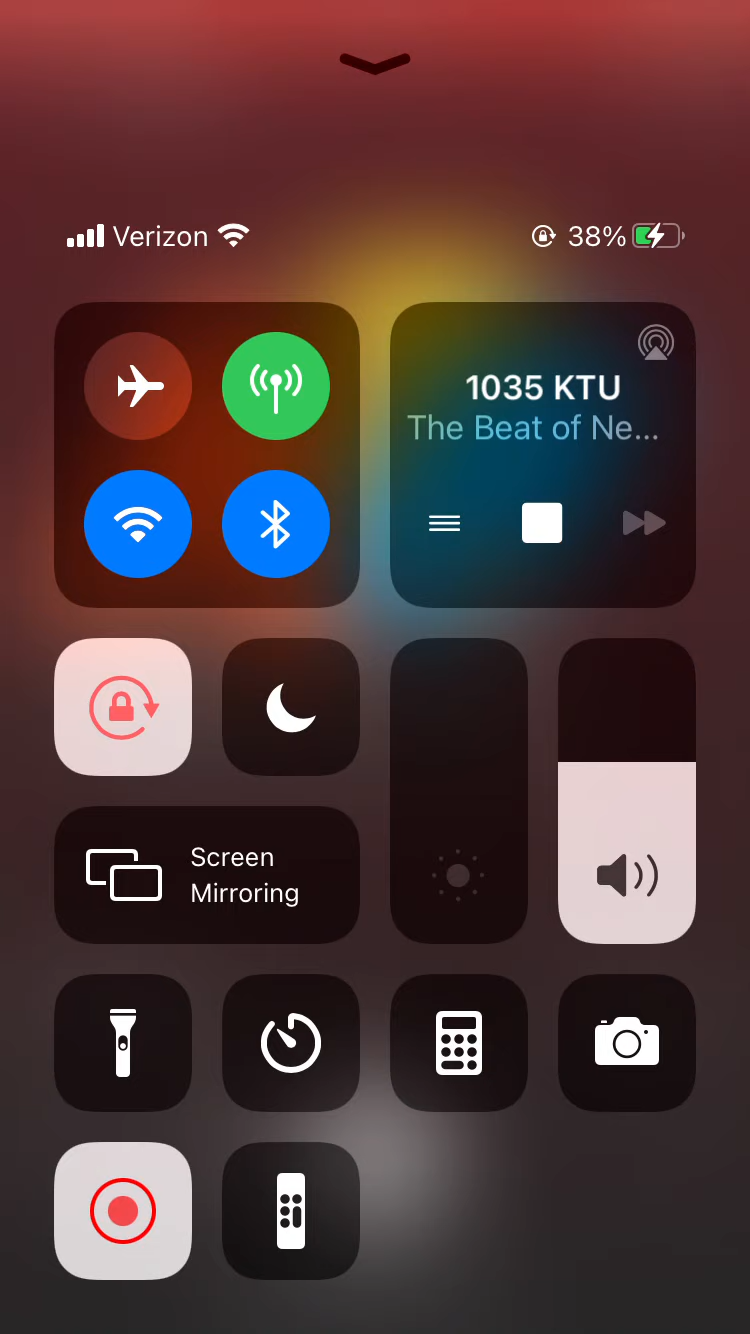 Verizon
38%
1035 KTU
The Beat of Ne...
Screen
Mirroring